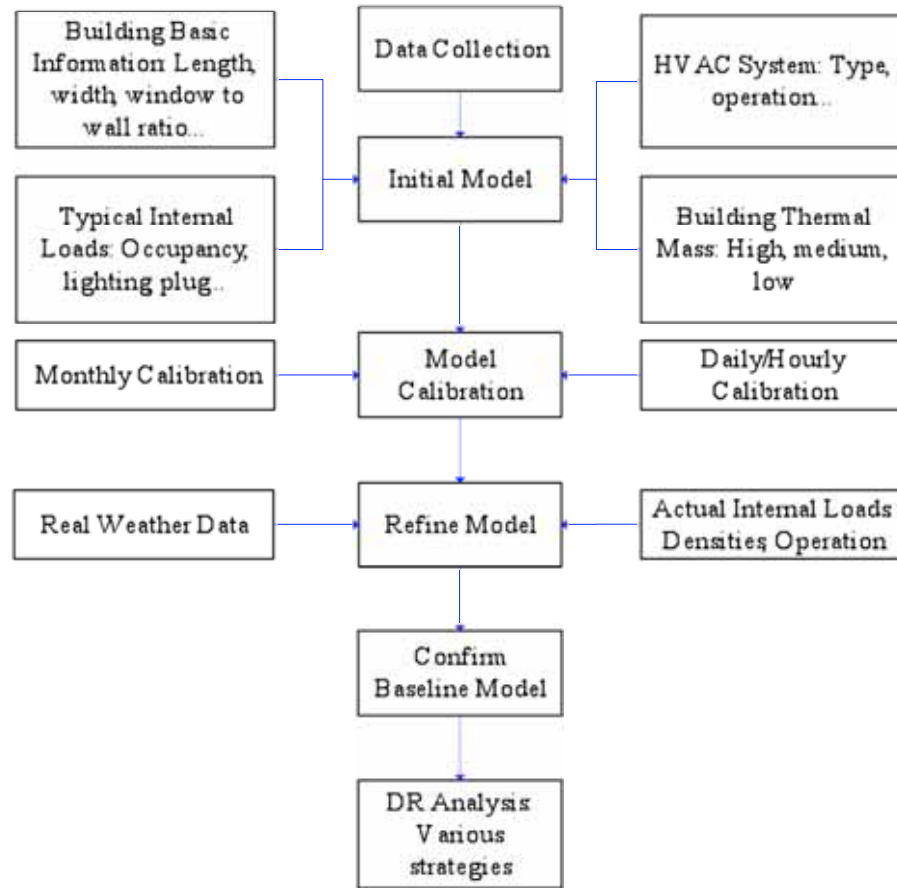 Building Basic
Information: Length,
width, window to
wall ratio...
Data Collection
HVAC System: Type,
operation...
Initial Model
Typical Internal
Loads: Occupancy,
lighting, plug...
Building Thermal
Mass: High, medium,
low
Monthly Calibration
Model
Calibration
Daily/Hourly
Calibration
Real Weather Data
Refine Model
Actual Internal Loads
Densities, Operation
Confirm
Baseline Model
DR Analysis
Various
strategies